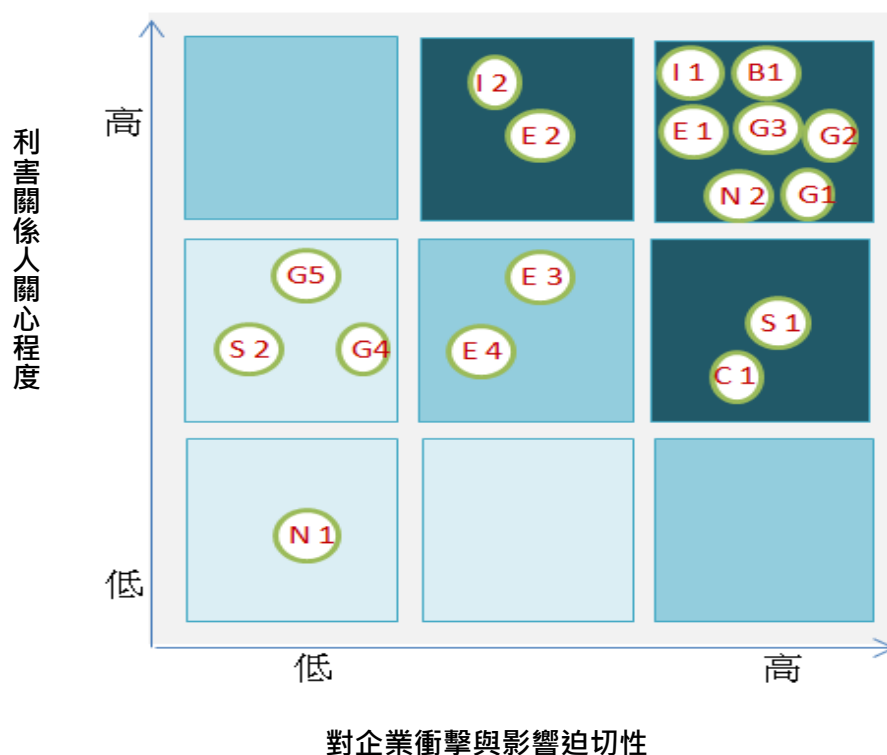 利害關係人關心程度
高
I 2
E 2
I 1
B1
E 1
G3
G2
N 2
G1
G5
S 2
G4
E 3
E 4
S 1
C 1
N 1
低
低
高
對企業衝擊與影響迫切性